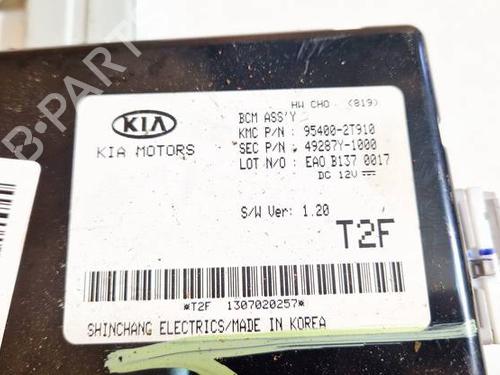 HW CHO (819)
KIA
KIA MOTORS
BCM ASS'Y
KMC P/N : 95400-2T910
SEC P/N : 49287Y-1000
LOT N/O : EAO B137 0017
DC 12V
S/W Ver: 1.20
T2F
*T2F 1307020257*
SHINCHANG ELECTRICS/MADE IN KOREA
B-PARTS